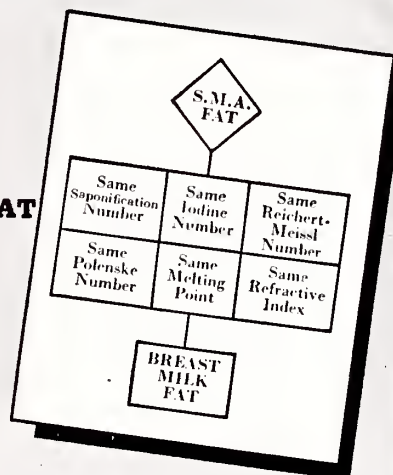 S.M.A.
FAT
AT
Same
Saponification
Number
Same
Iodine
Number
Same
Reichert-
Meissl
Number
Same
Polenske
Number
Same
Melting
Point
Same
Refractive
Index
BREAST
MILK
FAT